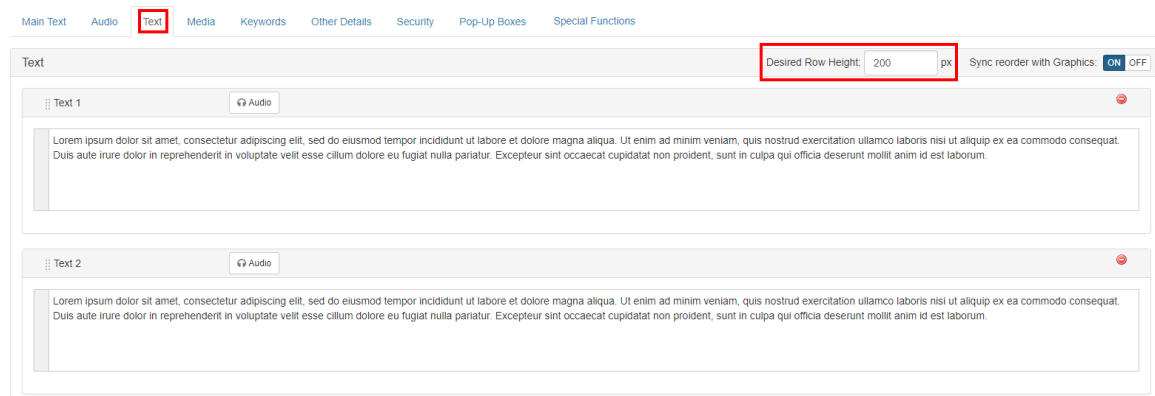 Main Text Audio Text Media Keywords Other Details Security Pop-Up Boxes Special Functions
Text Desired Row Height: 200 px Sync reorder with Graphics: ON OFF
Text 1 Audio
Lorem ipsum dolor sit amet, consectetur adipiscing elit, sed do eiusmod tempor incididunt ut labore et dolore magna aliqua. Ut enim ad minim veniam, quis nostrud exercitation ullamco laboris nisi ut aliquip ex ea commodo consequat.
Duis aute irure dolor in reprehenderit in voluptate velit esse cillum dolore eu fugiat nulla pariatur. Excepteur sint occaecat cupidatat non proident, sunt in culpa qui officia deserunt mollit anim id est laborum.
Text 2 Audio
Lorem ipsum dolor sit amet, consectetur adipiscing elit, sed do eiusmod tempor incididunt ut labore et dolore magna aliqua. Ut enim ad minim veniam, quis nostrud exercitation ullamco laboris nisi ut aliquip ex ea commodo consequat.
Duis aute irure dolor in reprehenderit in voluptate velit esse cillum dolore eu fugiat nulla pariatur. Excepteur sint occaecat cupidatat non proident, sunt in culpa qui officia deserunt mollit anim id est laborum.